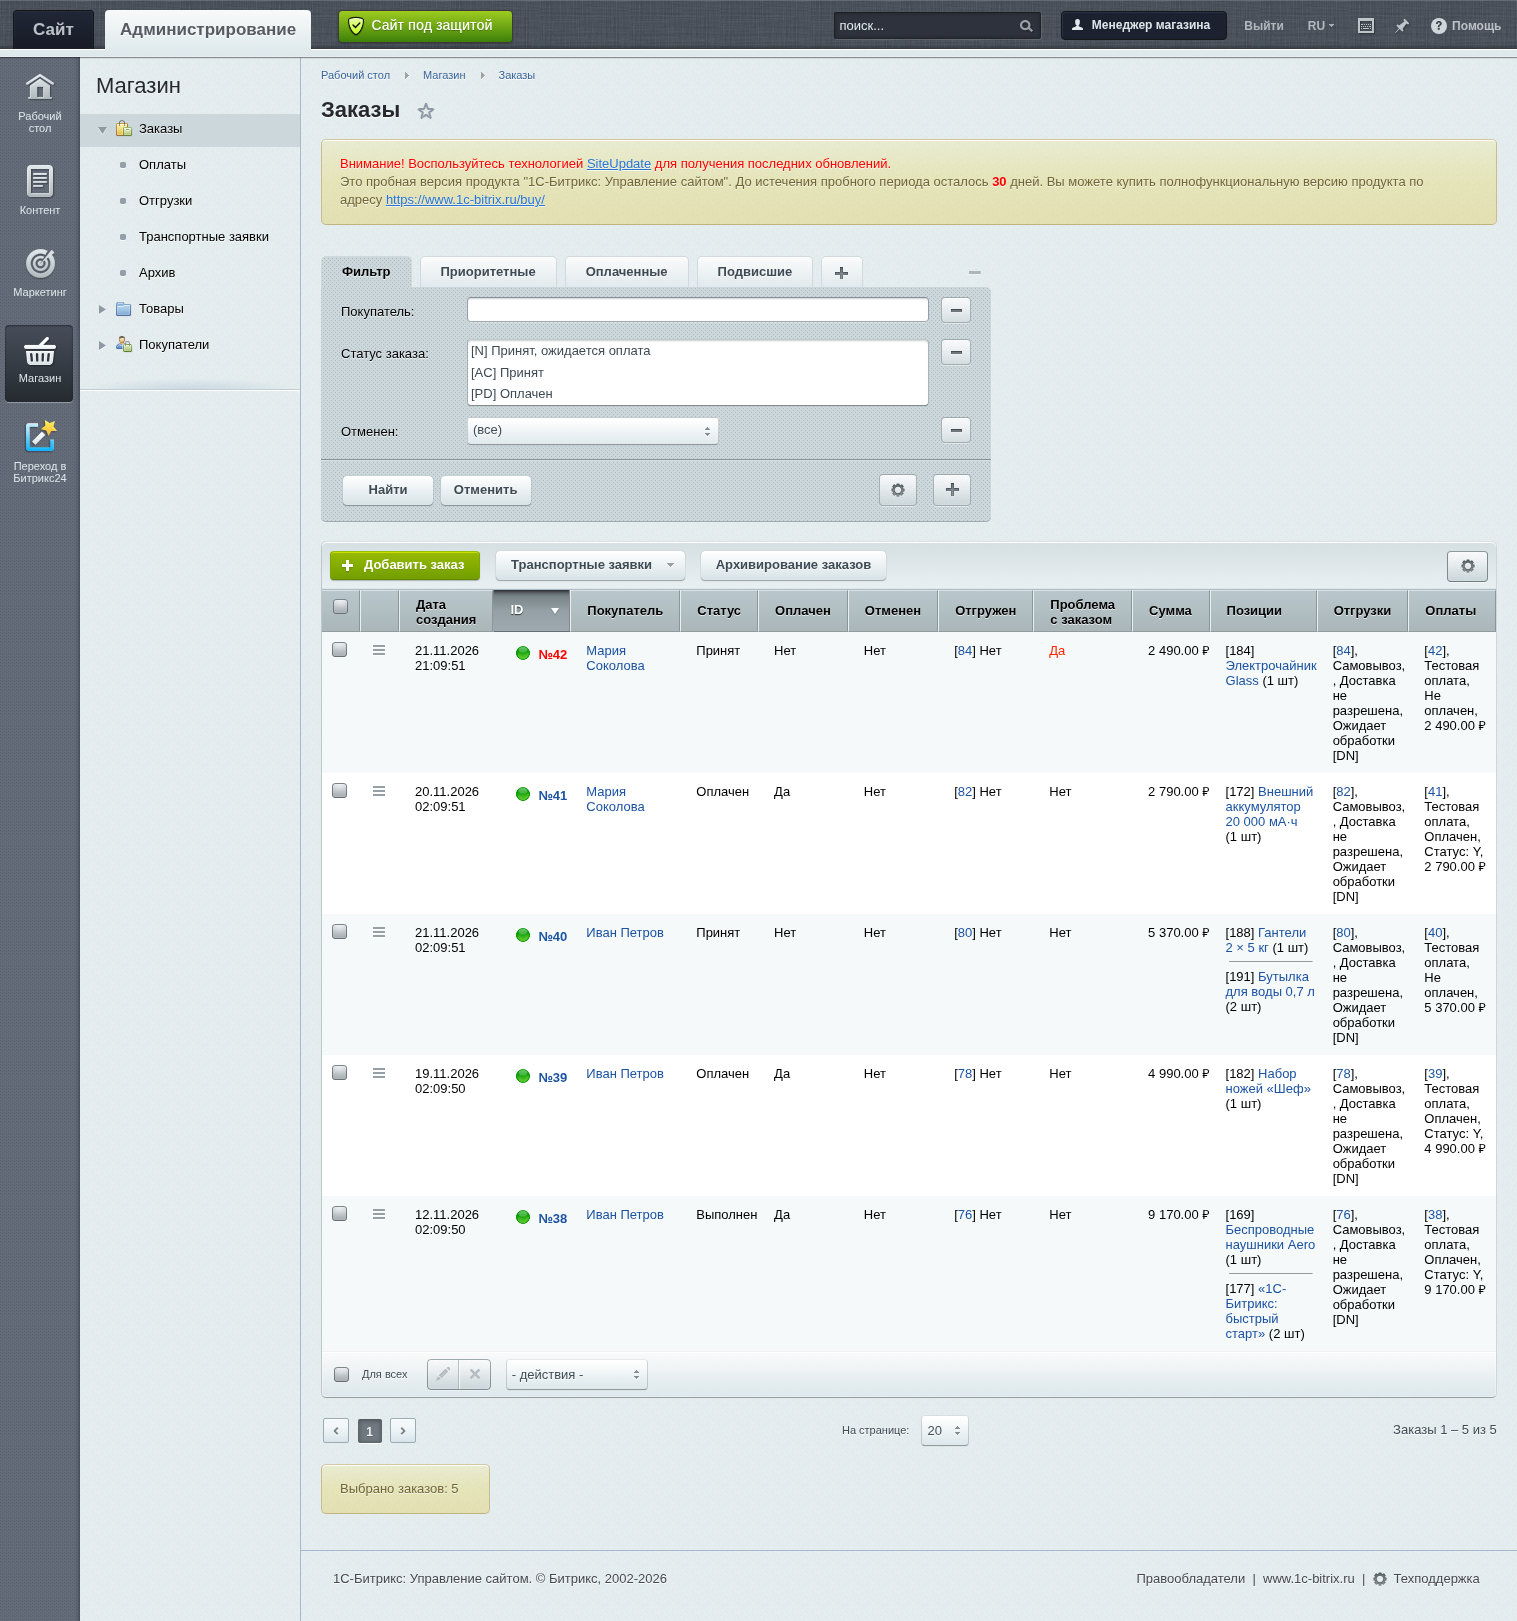 Сайт
Администрирование
Сайт под защитой
поиск...
Менеджер магазина
Выйти
RU
Помощь
Рабочий
стол
Контент
Маркетинг
Магазин
Переход в
Битрикс24
Магазин
Заказы
Оплаты
Отгрузки
Транспортные заявки
Архив
Товары
Покупатели
Рабочий стол
Магазин
Заказы
Заказы
Внимание! Воспользуйтесь технологией SiteUpdate для получения последних обновлений.
Это пробная версия продукта "1С-Битрикс: Управление сайтом". До истечения пробного периода осталось 30 дней. Вы можете купить полнофункциональную версию продукта по
адресу https://www.1c-bitrix.ru/buy/
Фильтр
Приоритетные
Оплаченные
Подвисшие
Покупатель:
Статус заказа:
[N] Принят, ожидается оплата
[AC] Принят
[PD] Оплачен
Отменен:
(все)
Найти
Отменить
Добавить заказ
Транспортные заявки
Архивирование заказов
Дата
создания
ID
Покупатель
Статус
Оплачен
Отменен
Отгружен
Проблема
с заказом
Сумма
Позиции
Отгрузки
Оплаты
21.11.2026
21:09:51
№42
Мария
Соколова
Принят
Нет
Нет
[84] Нет
Да
2 490.00 ₽
[184]
Электрочайник
Glass (1 шт)
[84],
Самовывоз,
, Доставка
не
разрешена,
Ожидает
обработки
[DN]
[42],
Тестовая
оплата,
Не
оплачен,
2 490.00 ₽
20.11.2026
02:09:51
№41
Мария
Соколова
Оплачен
Да
Нет
[82] Нет
Нет
2 790.00 ₽
[172] Внешний
аккумулятор
20 000 мА·ч
(1 шт)
[82],
Самовывоз,
, Доставка
не
разрешена,
Ожидает
обработки
[DN]
[41],
Тестовая
оплата,
Оплачен,
Статус: Y,
2 790.00 ₽
21.11.2026
02:09:51
№40
Иван Петров
Принят
Нет
Нет
[80] Нет
Нет
5 370.00 ₽
[188] Гантели
2 × 5 кг (1 шт)
[191] Бутылка
для воды 0,7 л
(2 шт)
[80],
Самовывоз,
, Доставка
не
разрешена,
Ожидает
обработки
[DN]
[40],
Тестовая
оплата,
Не
оплачен,
5 370.00 ₽
19.11.2026
02:09:50
№39
Иван Петров
Оплачен
Да
Нет
[78] Нет
Нет
4 990.00 ₽
[182] Набор
ножей «Шеф»
(1 шт)
[78],
Самовывоз,
, Доставка
не
разрешена,
Ожидает
обработки
[DN]
[39],
Тестовая
оплата,
Оплачен,
Статус: Y,
4 990.00 ₽
12.11.2026
02:09:50
№38
Иван Петров
Выполнен
Да
Нет
[76] Нет
Нет
9 170.00 ₽
[169]
Беспроводные
наушники Aero
(1 шт)
[177] «1С-
Битрикс:
быстрый
старт» (2 шт)
[76],
Самовывоз,
, Доставка
не
разрешена,
Ожидает
обработки
[DN]
[38],
Тестовая
оплата,
Оплачен,
Статус: Y,
9 170.00 ₽
Для всех
- действия -
1
На странице:
20
Заказы 1 – 5 из 5
Выбрано заказов: 5
1С-Битрикс: Управление сайтом. © Битрикс, 2002-2026
Правообладатели | www.1c-bitrix.ru | Техподдержка